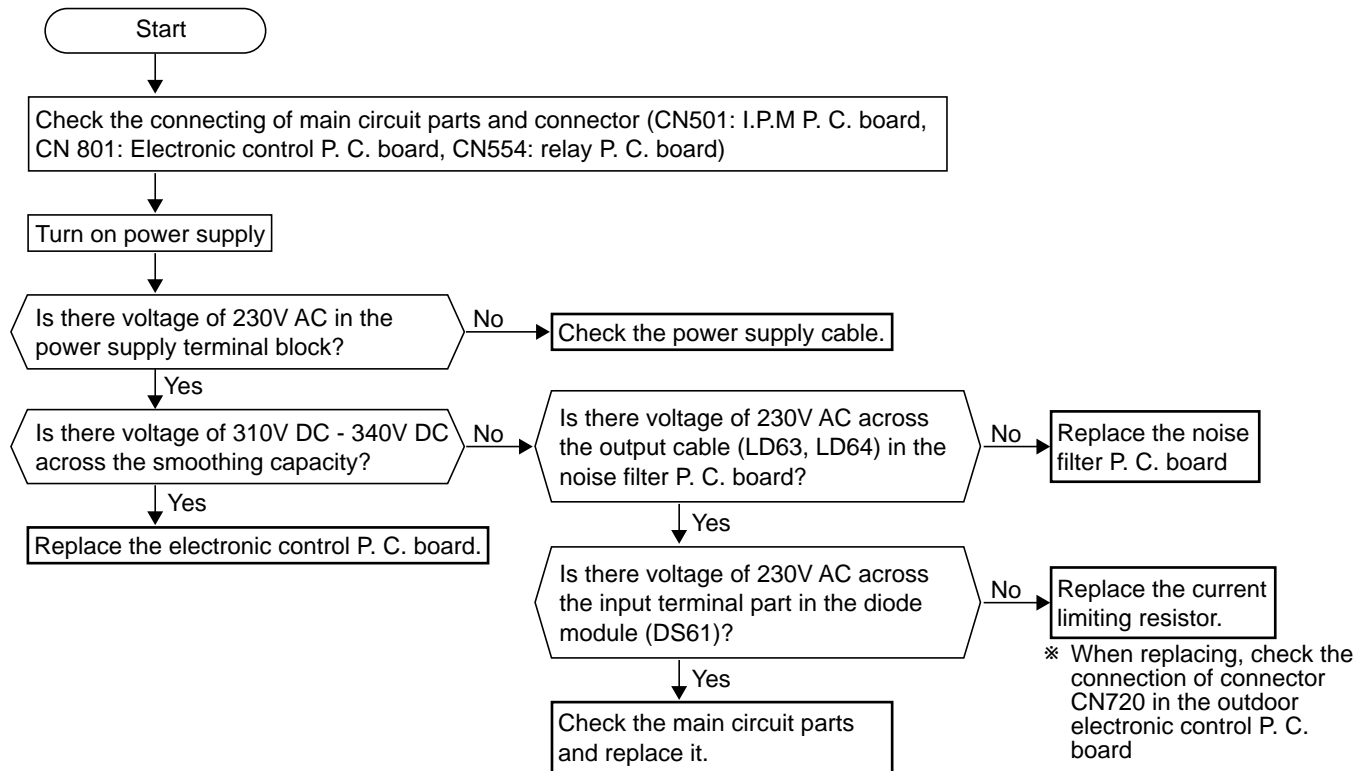 Start
Check the connecting of main circuit parts and connector (CN501: I.P.M P. C. board,
CN 801: Electronic control P. C. board, CN554: relay P. C. board)
Turn on power supply
Is there voltage of 230V AC in the
power supply terminal block?
No
Check the power supply cable.
Yes
Is there voltage of 310V DC - 340V DC
across the smoothing capacity?
No
Is there voltage of 230V AC across
the output cable (LD63, LD64) in the
noise filter P. C. board?
No
Replace the noise
filter P. C. board
Yes
Replace the electronic control P. C. board.
Yes
Is there voltage of 230V AC across
the input terminal part in the diode
module (DS61)?
No
Replace the current
limiting resistor.
※ When replacing, check the
connection of connector
CN720 in the outdoor
electronic control P. C.
board
Yes
Check the main circuit parts
and replace it.